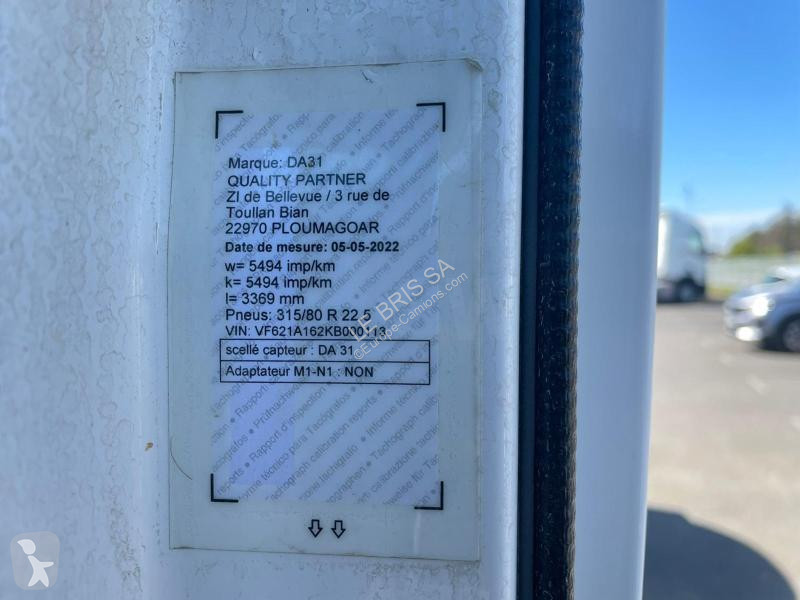 Marque: DA31
QUALITY PARTNER
ZI de Bellevue / 3 rue de
Toullan Bian
22970 PLOUMAGOAR
Date de mesure: 05-05-2022
w= 5494 imp/km
k= 5494 imp/km
l= 3369 mm
Pneus: 315/80 R 22.5
VIN: VF621A162KB000113
scellé capteur : DA 31
Adaptateur M1-N1 : NON
LE BRIS SA
©Europe-Camions.com